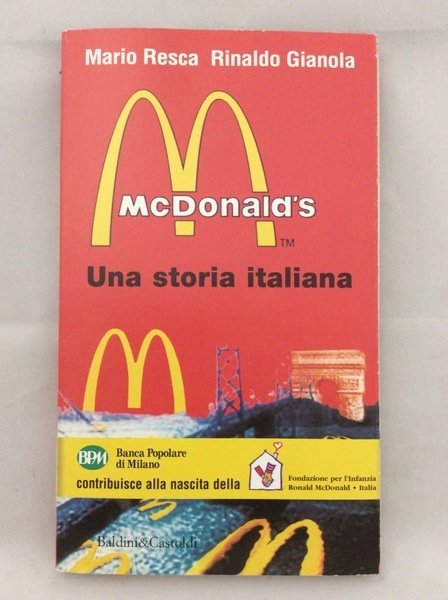 Mario Resca Rinaldo Gianola
McDonald's
TM
Una storia italiana
BPM
Banca Popolare
di Milano
contribuisce alla nascita della
Fondazione per l'Infanzia
Ronald McDonald • Italia
Baldini&Castoldi